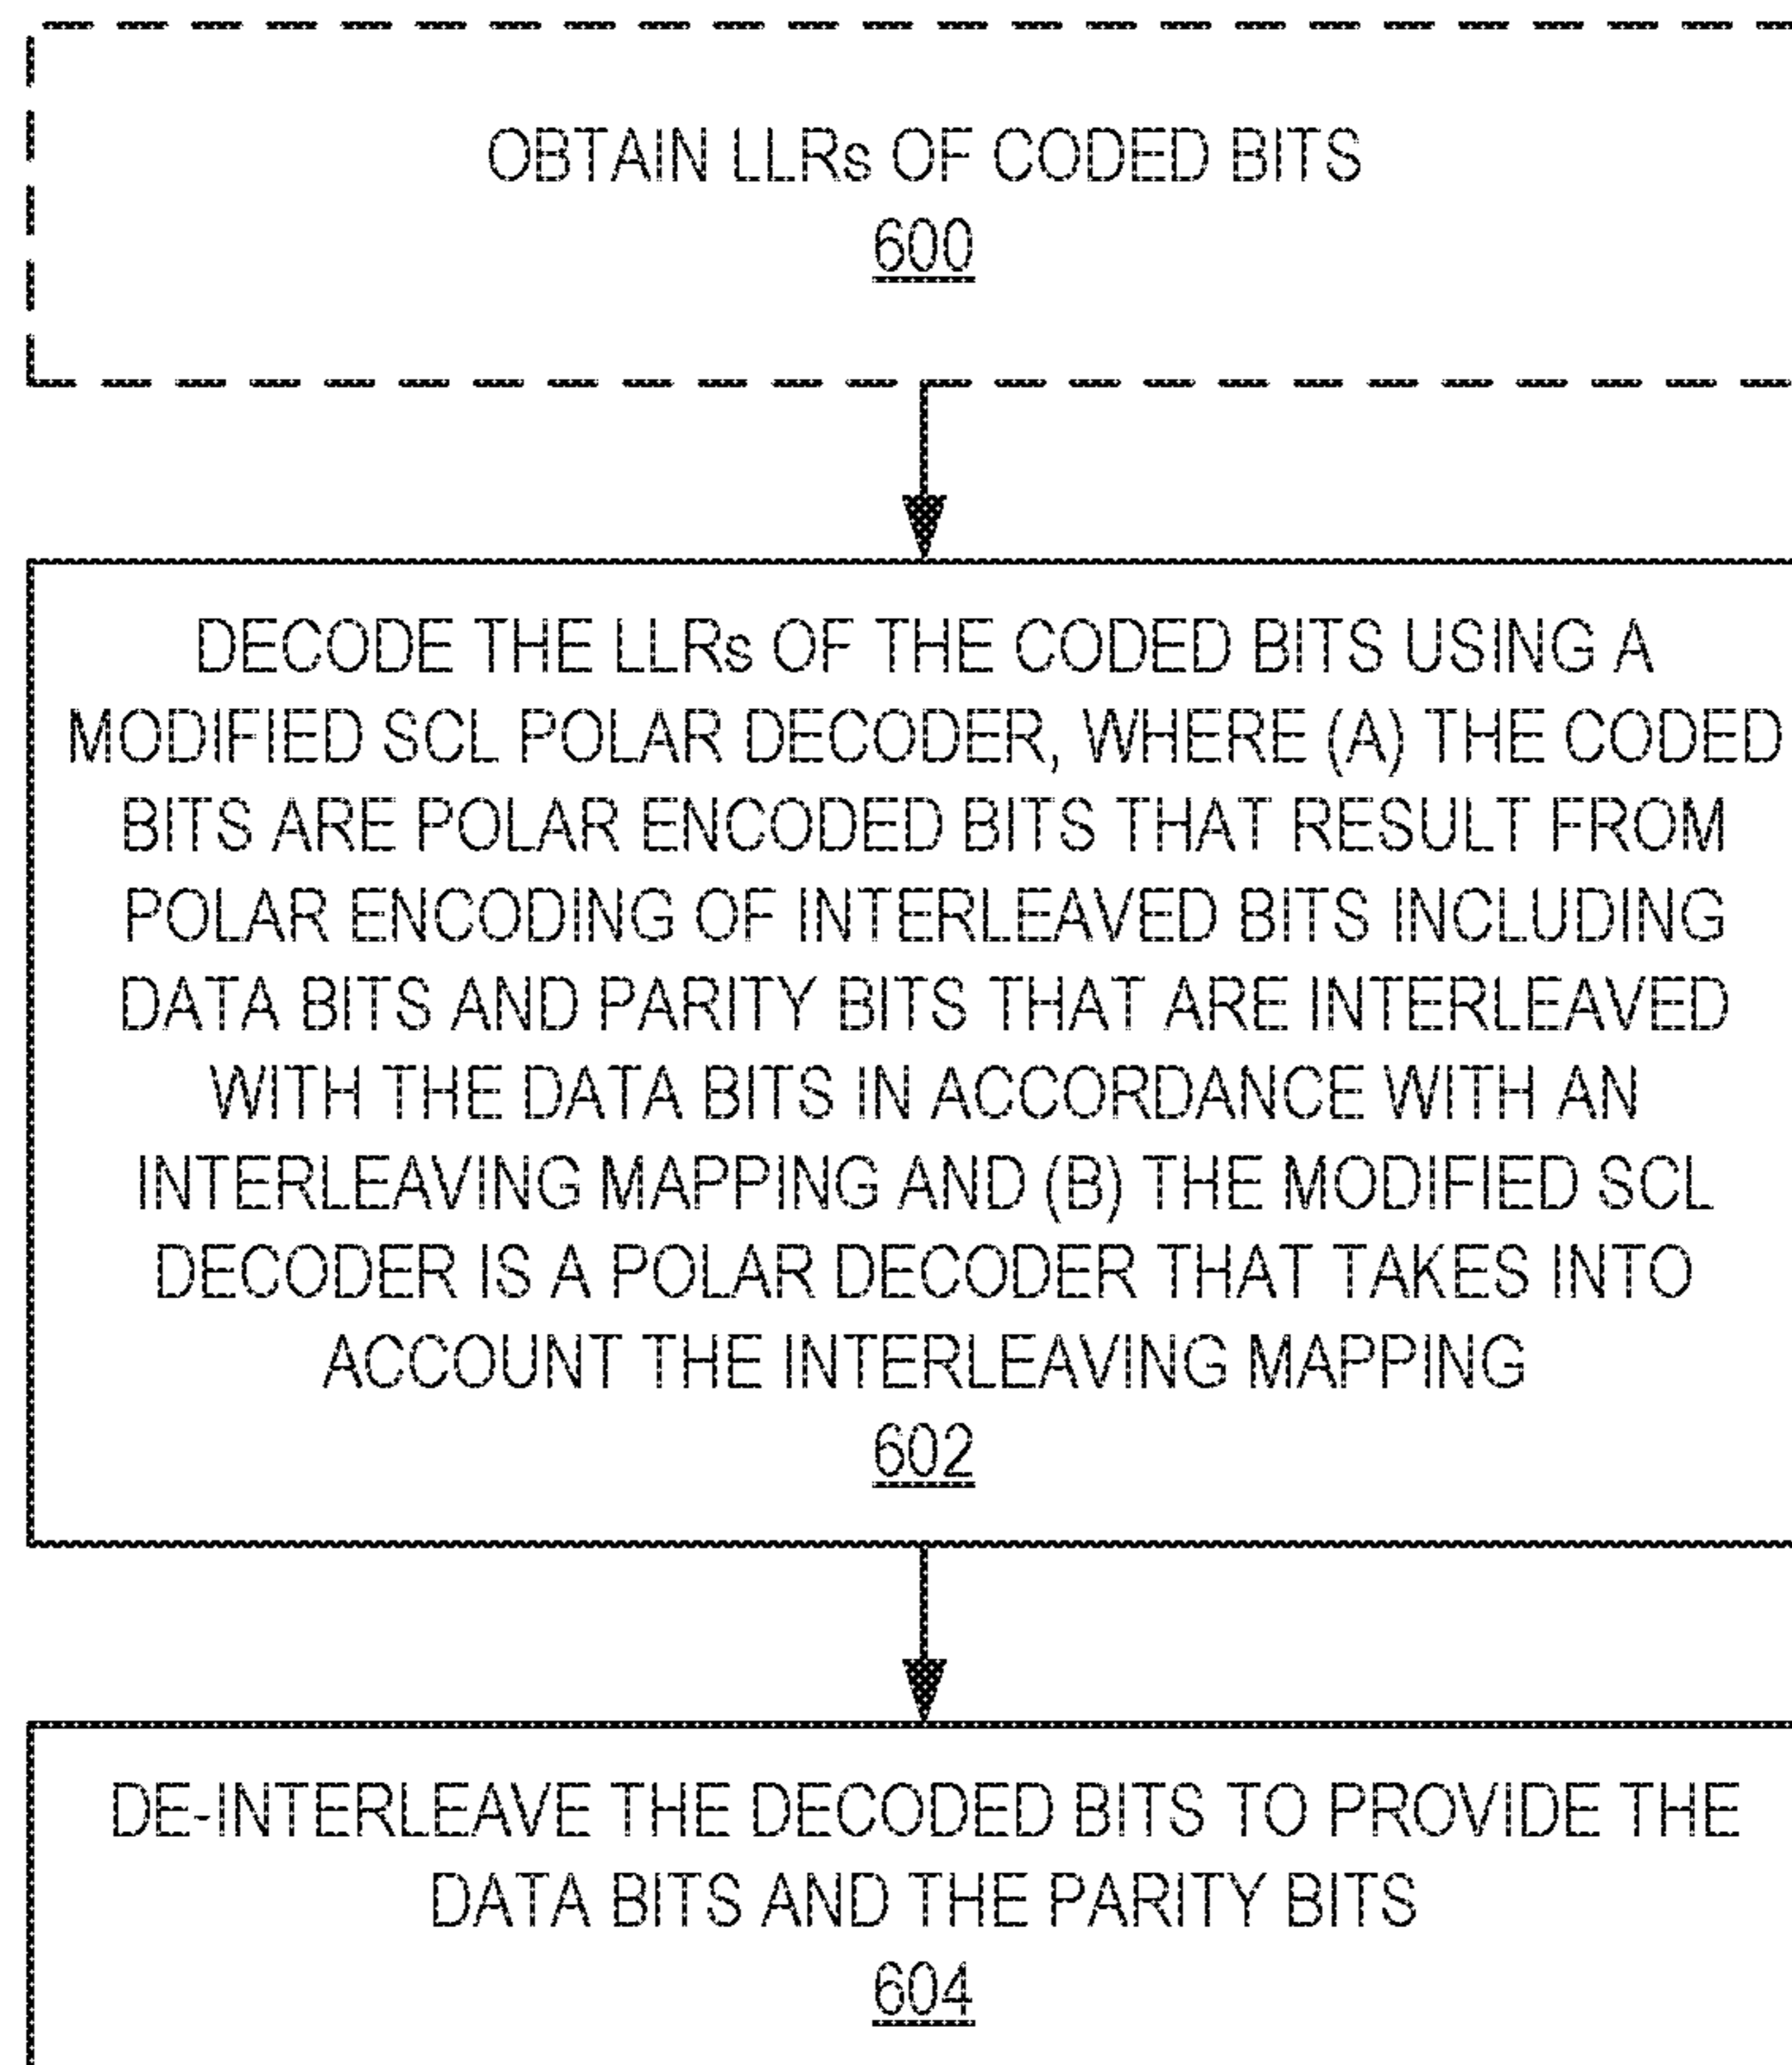 OBTAIN LLRs OF CODED BITS
600
DECODE THE LLRs OF THE CODED BITS USING A
MODIFIED SCL POLAR DECODER, WHERE (A) THE CODED
BITS ARE POLAR ENCODED BITS THAT RESULT FROM
POLAR ENCODING OF INTERLEAVED BITS INCLUDING
DATA BITS AND PARITY BITS THAT ARE INTERLEAVED
WITH THE DATA BITS IN ACCORDANCE WITH AN
INTERLEAVING MAPPING AND (B) THE MODIFIED SCL
DECODER IS A POLAR DECODER THAT TAKES INTO
ACCOUNT THE INTERLEAVING MAPPING
602
DE-INTERLEAVE THE DECODED BITS TO PROVIDE THE
DATA BITS AND THE PARITY BITS
604